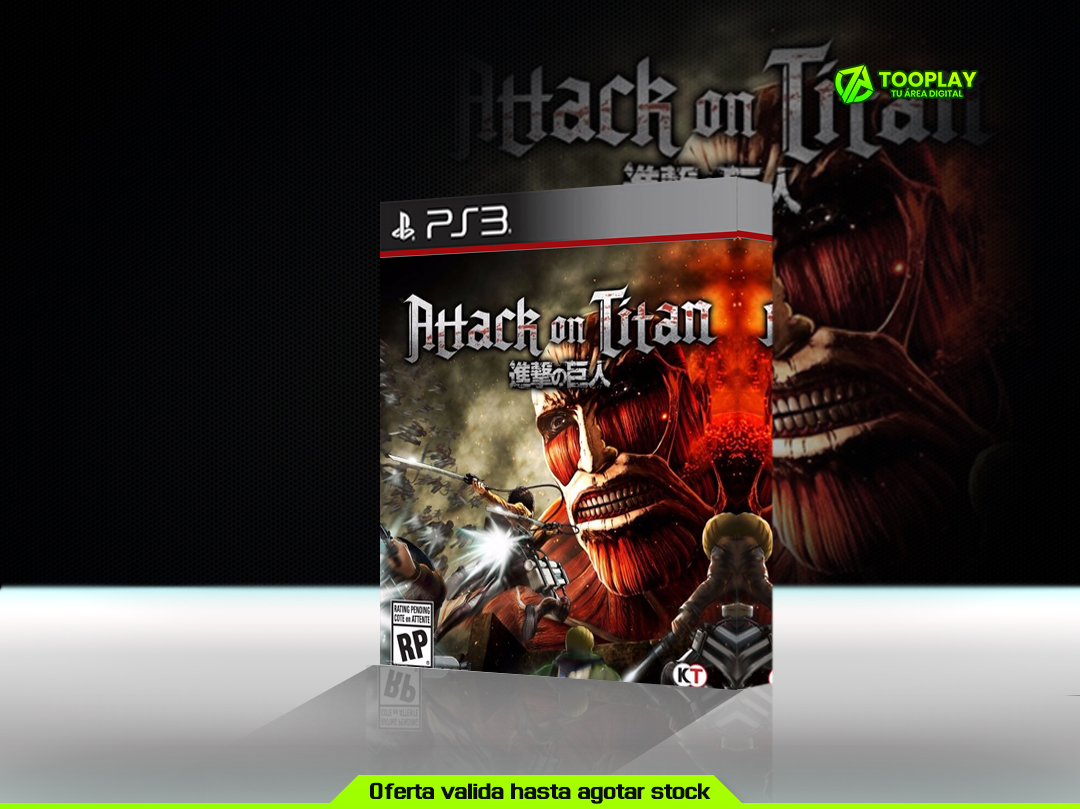 Attack on Titan
進撃の巨人
TOOPLAY
TU ÁREA DIGITAL
PS3
Attack on Titan
進撃の巨人
RATING PENDING
COTE en ATTENTE
RP
KT
Oferta valida hasta agotar stock